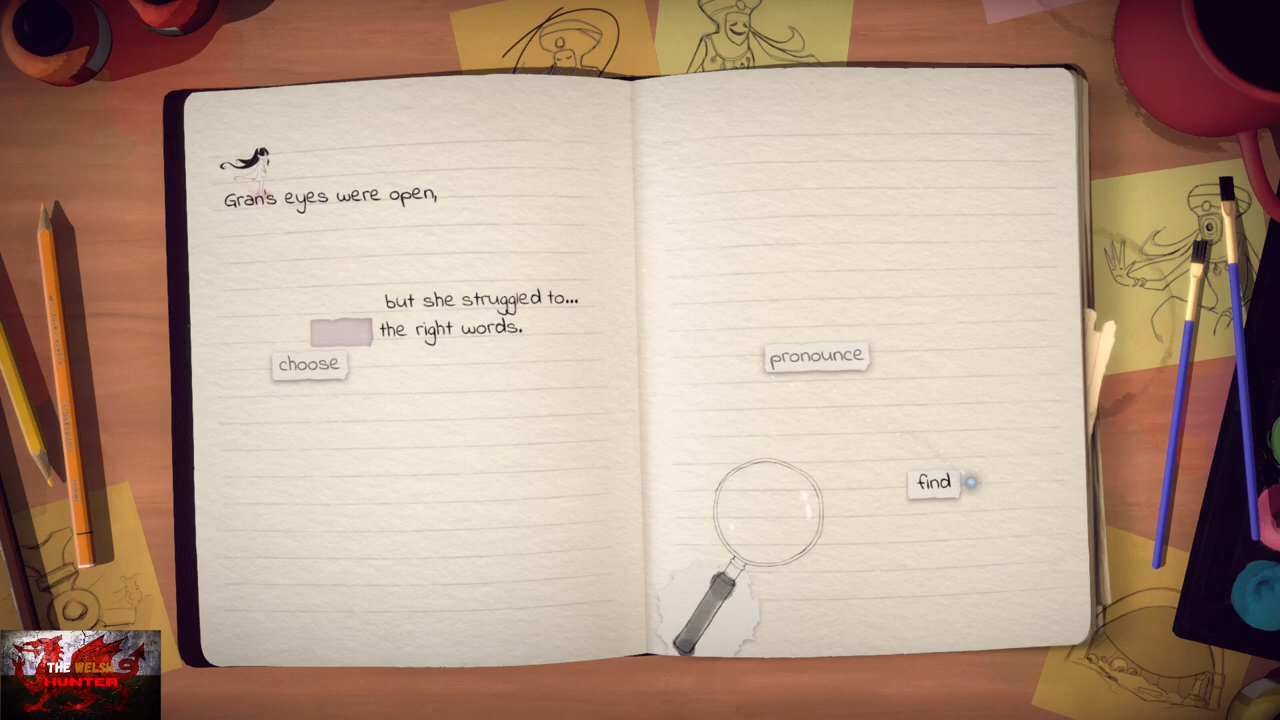 Gran's eyes were open,
but she struggled to...
the right words.
choose
pronounce
find
THE WELSH
HUNTER